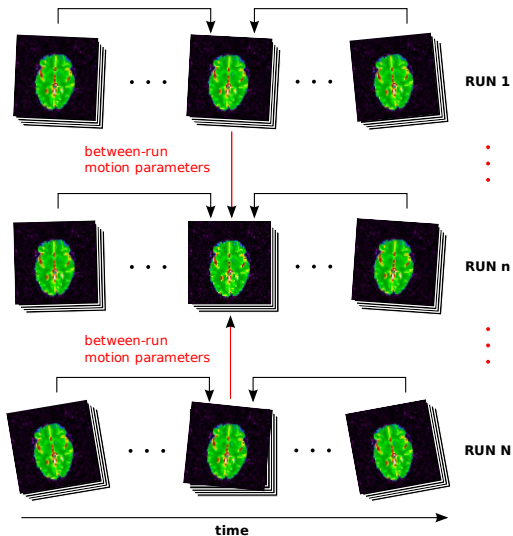 RUN 1
between-run
motion parameters
RUN n
between-run
motion parameters
RUN N
time